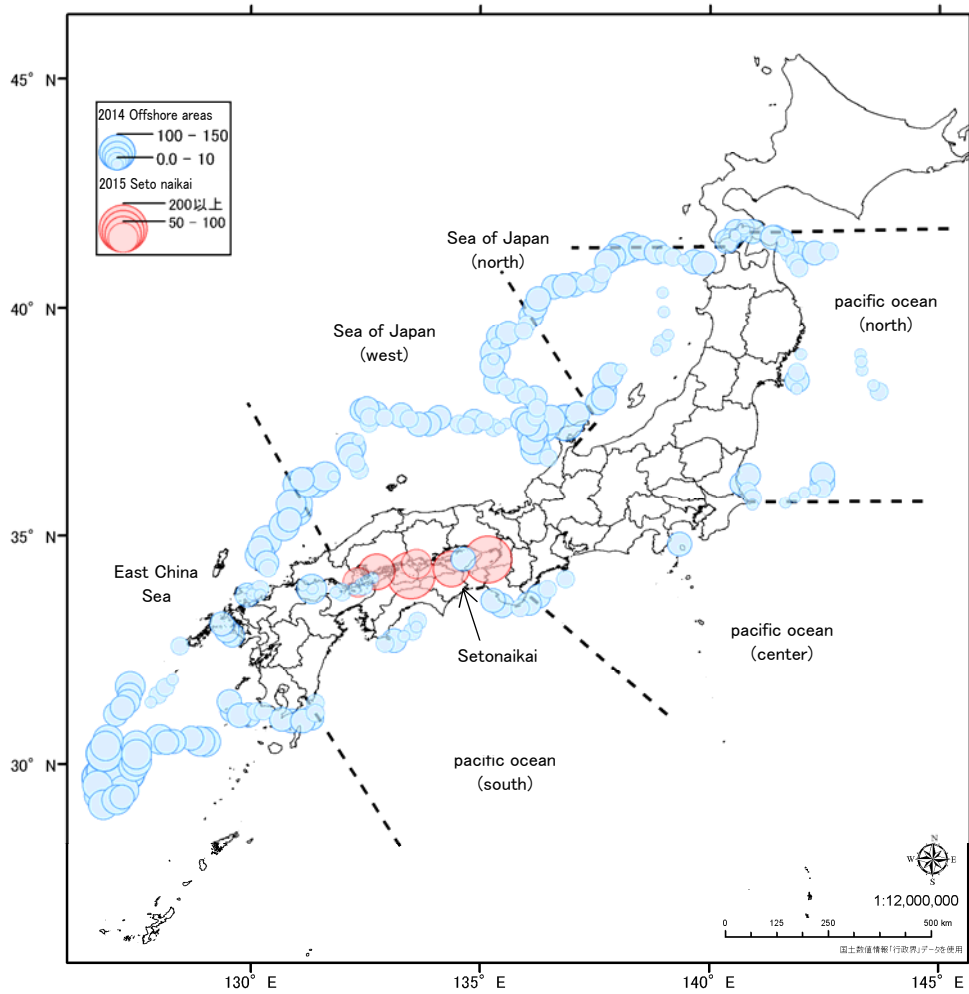 45° N
40° N
35° N
30° N
2014 Offshore areas
100 - 150
0.0 - 10
2015 Seto naikai
200以上
50 - 100
Sea of Japan
(north)
pacific ocean
(north)
Sea of Japan
(west)
East China
Sea
Setonaikai
pacific ocean
(center)
pacific ocean
(south)
N
W
E
S
1:12,000,000
0 125 250 500 km
国土数値情報「行政界」データを使用
130° E
135° E
140° E
145° E